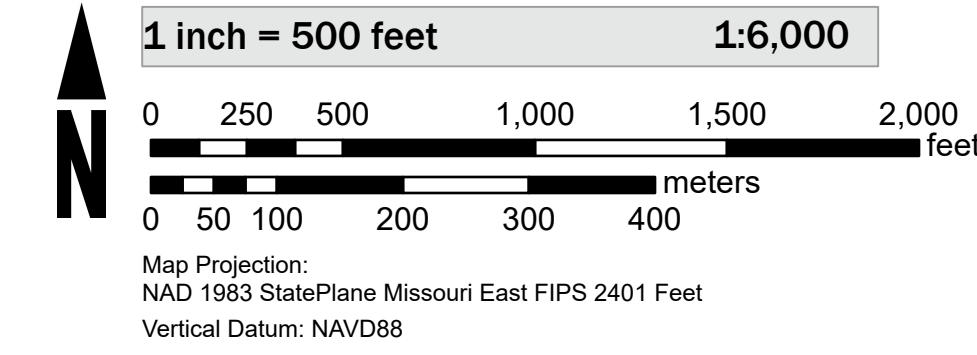 1 inch = 500 feet 1:6,000
0 250 500 1,000 1,500 2,000
feet
N
meters
0 50 100 200 300 400
Map Projection:
NAD 1983 StatePlane Missouri East FIPS 2401 Feet
Vertical Datum: NAVD88